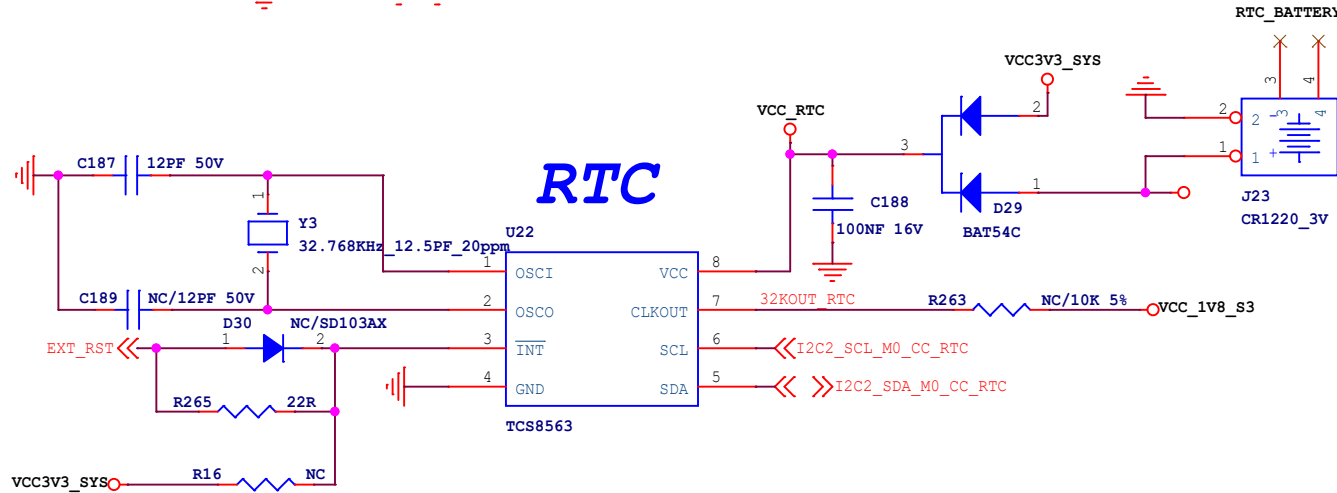 RTC_BATTERY
VCC3V3_SYS
3
4
2
VCC_RTC
2
2
3
4
3
1
1
C187
12PF 50V
RTC
1
J23
CR1220_3V
1
C188
D29
Y3
100NF 16V
BAT54C
32.768KHz_12.5PF_20ppm
U22
2
1
OSCI
VCC
8
C189
NC/12PF 50V
2
OSCO
CLKOUT
7
32KOUT_RTC
R263
NC/10K 5%
VCC_1V8_S3
D30
NC/SD103AX
EXT_RST
1
2
3
INT
SCL
6
I2C2_SCL_M0_CC_RTC
4
GND
SDA
5
I2C2_SDA_M0_CC_RTC
R265
22R
TCS8563
VCC3V3_SYS
R16
NC